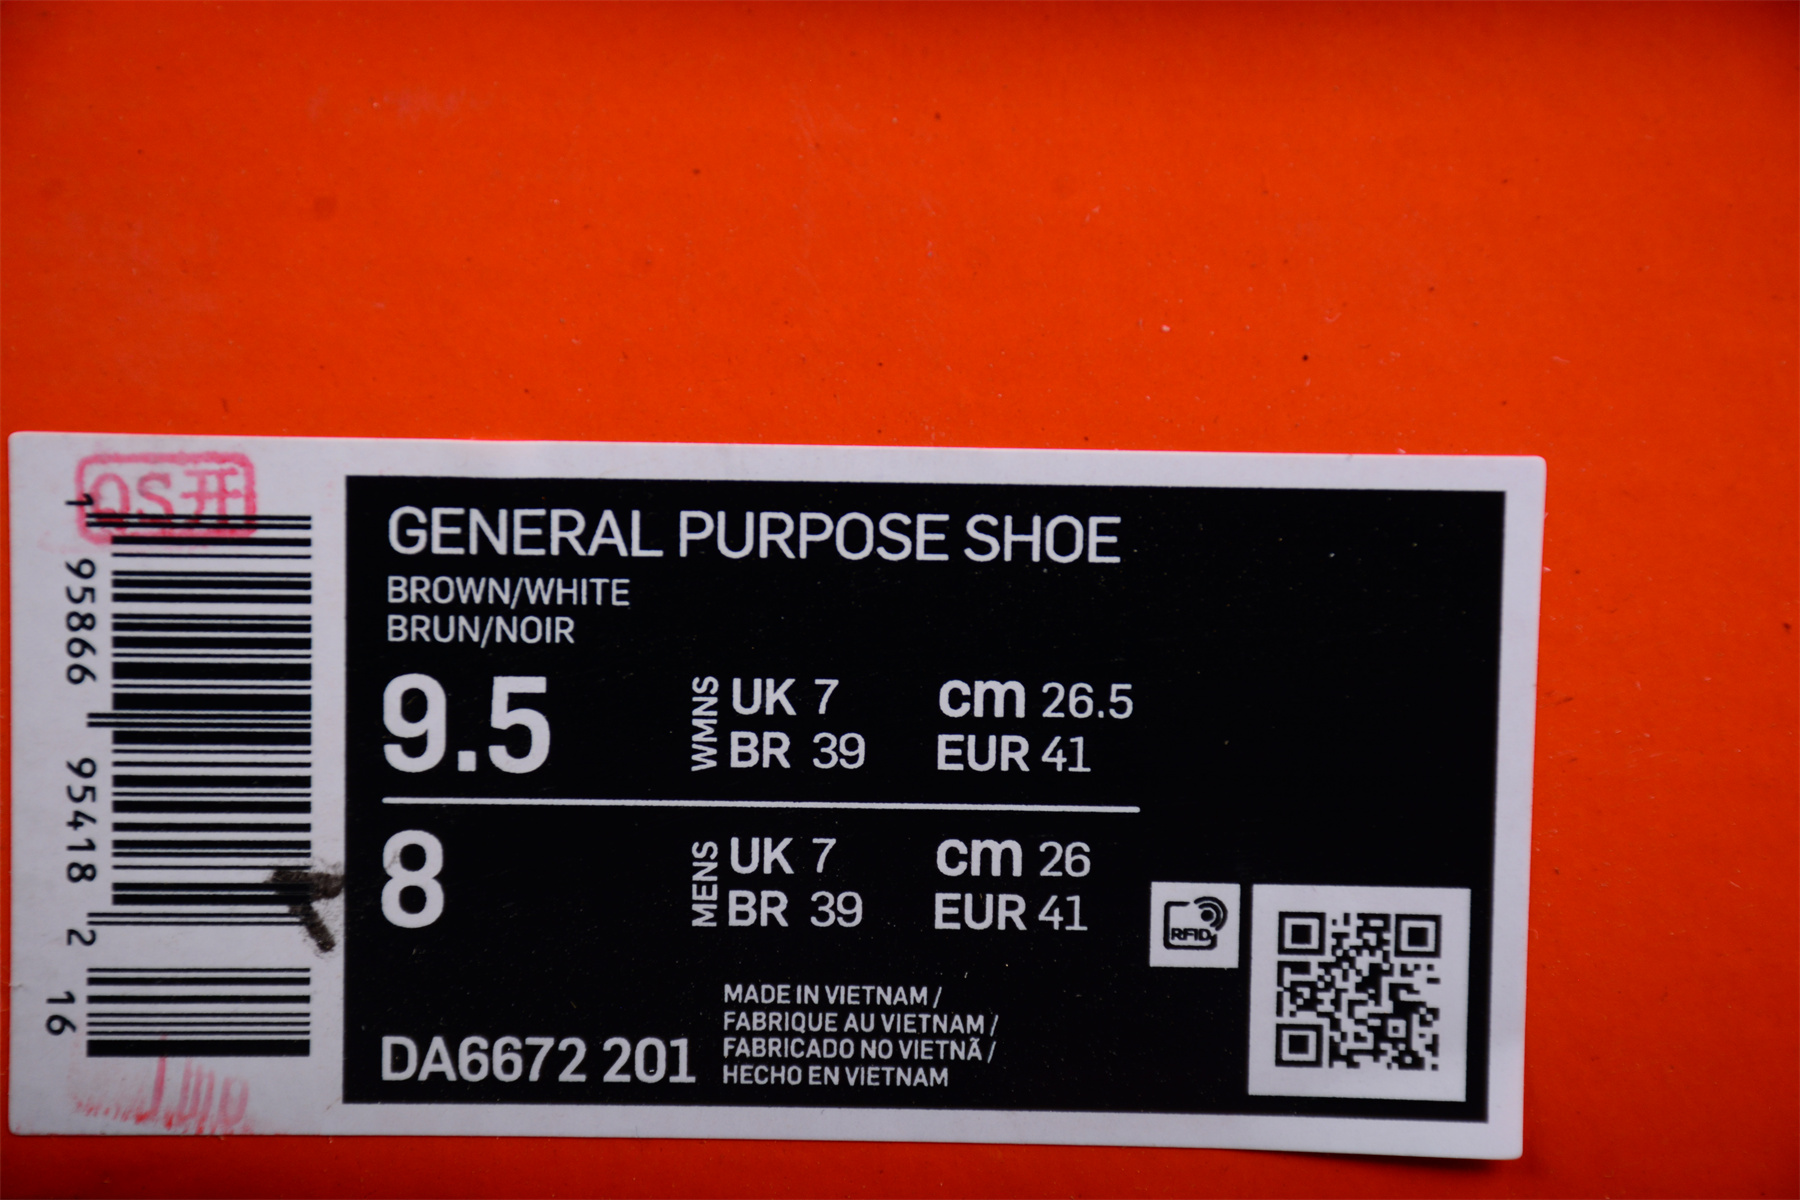 QS开
1 95866 95418 2 16
GENERAL PURPOSE SHOE
BROWN/WHITE
BRUN/NOIR
9.5 WMNS UK 7 cm 26.5
BR 39 EUR 41
8 MENS UK 7 cm 26
BR 39 EUR 41
RFID
DA6672 201
MADE IN VIETNAM /
FABRIQUE AU VIETNAM /
FABRICADO NO VIETNÃ /
HECHO EN VIETNAM